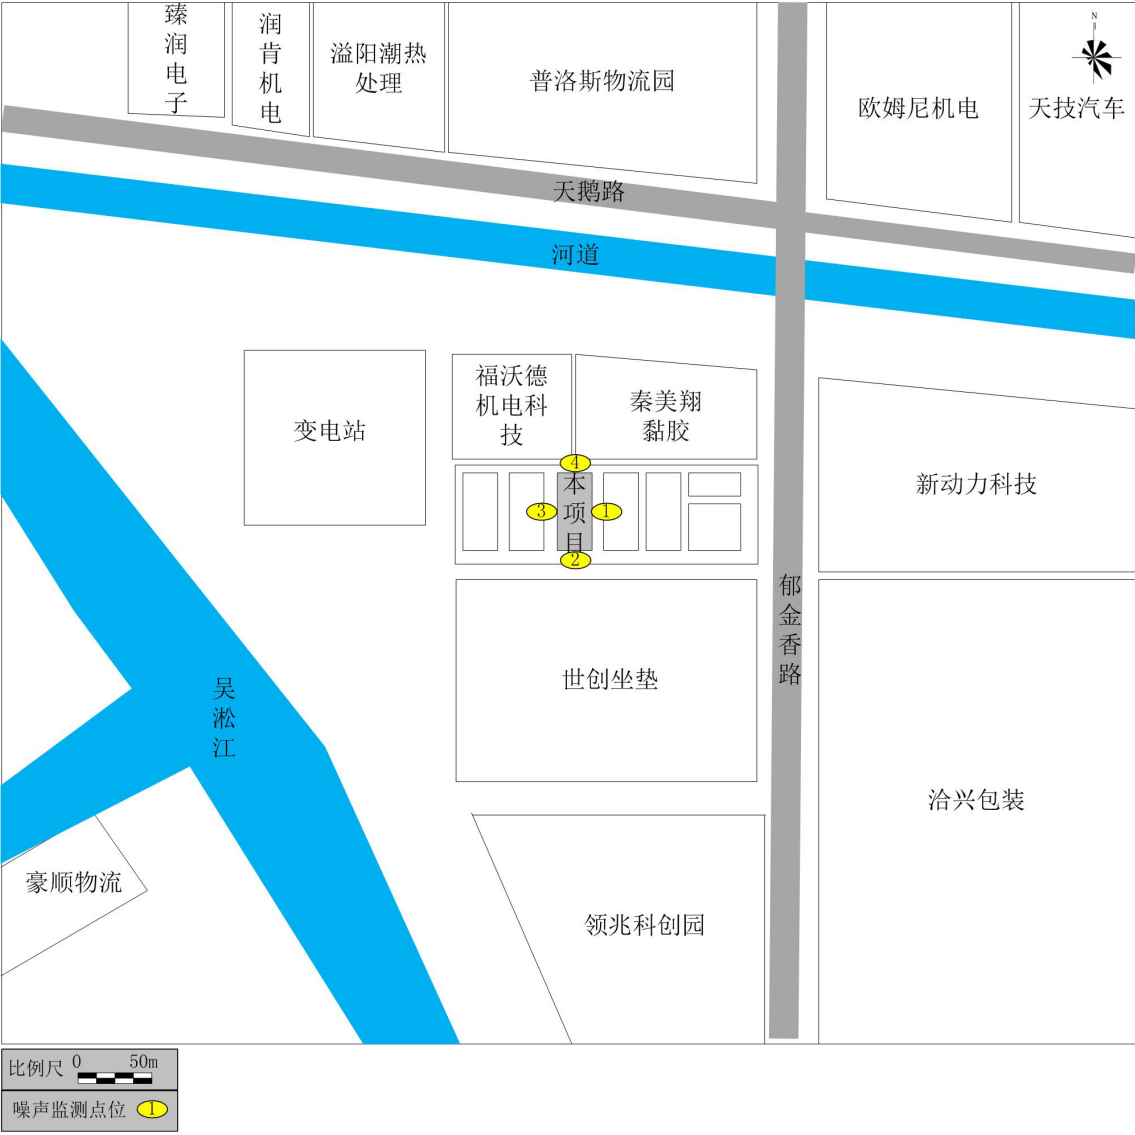 臻润电子
润肯机电
溢阳潮热
处理
普洛斯物流园
欧姆尼机电
N
天技汽车
天鹅路
河道
变电站
福沃德
机电科
技
秦美翔
黏胶
新动力科技
4
3
本项目
1
2
郁金香路
世创坐垫
吴淞江
洽兴包装
豪顺物流
领兆科创园
比例尺 0 50m
噪声监测点位 1